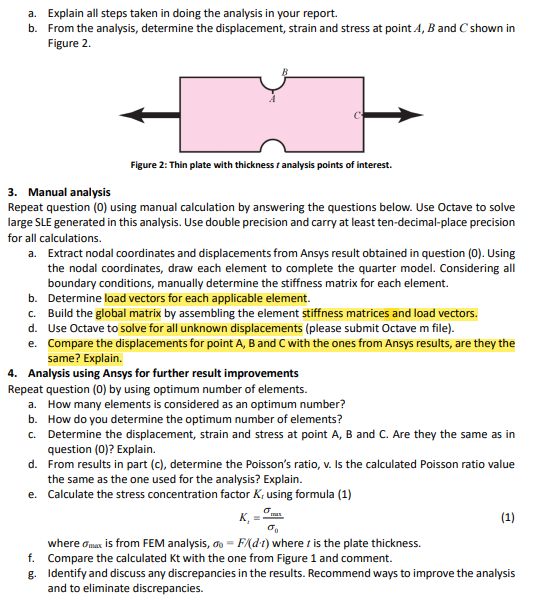 a. Explain all steps taken in doing the analysis in your report.
b. From the analysis, determine the displacement, strain and stress at point A, B and C shown in
Figure 2.
B
A
C
Figure 2: Thin plate with thickness t analysis points of interest.
3. Manual analysis
Repeat question (0) using manual calculation by answering the questions below. Use Octave to solve
large SLE generated in this analysis. Use double precision and carry at least ten-decimal-place precision
for all calculations.
a. Extract nodal coordinates and displacements from Ansys result obtained in question (0). Using
the nodal coordinates, draw each element to complete the quarter model. Considering all
boundary conditions, manually determine the stiffness matrix for each element.
b. Determine load vectors for each applicable element.
c. Build the global matrix by assembling the element stiffness matrices and load vectors.
d. Use Octave to solve for all unknown displacements (please submit Octave m file).
e. Compare the displacements for point A, B and C with the ones from Ansys results, are they the
same? Explain.
4. Analysis using Ansys for further result improvements
Repeat question (0) by using optimum number of elements.
a. How many elements is considered as an optimum number?
b. How do you determine the optimum number of elements?
c. Determine the displacement, strain and stress at point A, B and C. Are they the same as in
question (0)? Explain.
d. From results in part (c), determine the Poisson's ratio, v. Is the calculated Poisson ratio value
the same as the one used for the analysis? Explain.
e. Calculate the stress concentration factor Kt using formula (1)
Kt = σmax / σ0 (1)
where σmax is from FEM analysis, σ0 = F/(d·t) where t is the plate thickness.
f. Compare the calculated Kt with the one from Figure 1 and comment.
g. Identify and discuss any discrepancies in the results. Recommend ways to improve the analysis
and to eliminate discrepancies.